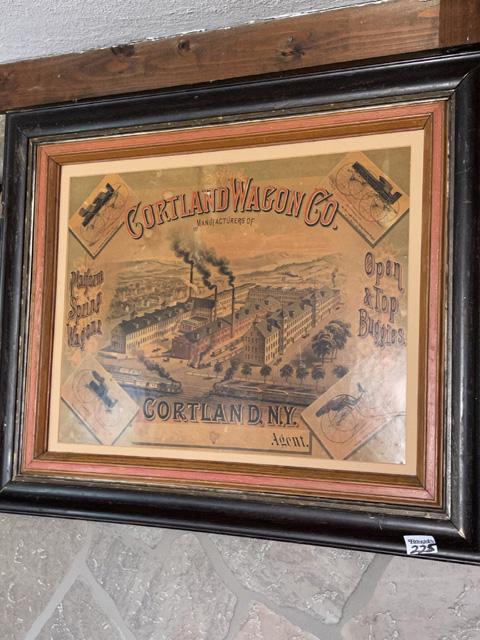 CORTLAND WAGON CO.
MANUFACTURERS OF
Platform
Spring
Wagons
Open
& Top
Buggies.
CORTLAND, N.Y.
Agent.
225